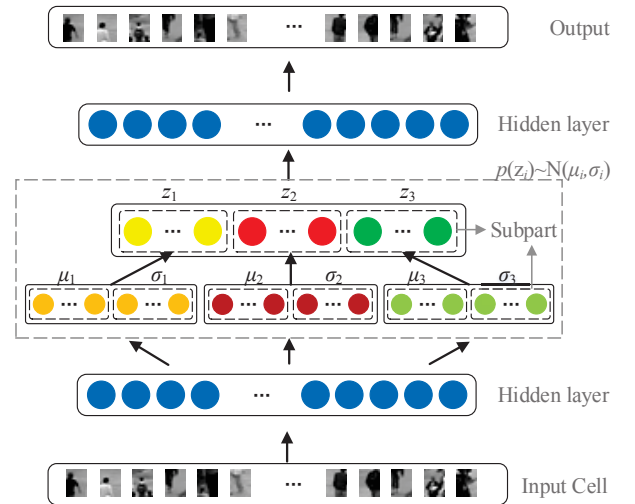 Output
...
Hidden layer
...
p(zᵢ)~N(μᵢ,σᵢ)
z₁ z₂ z₃
... ... ...
Subpart
μ₁ σ₁ μ₂ σ₂ μ₃ σ₃
... ... ... ... ... ...
Hidden layer
...
Input Cell
...